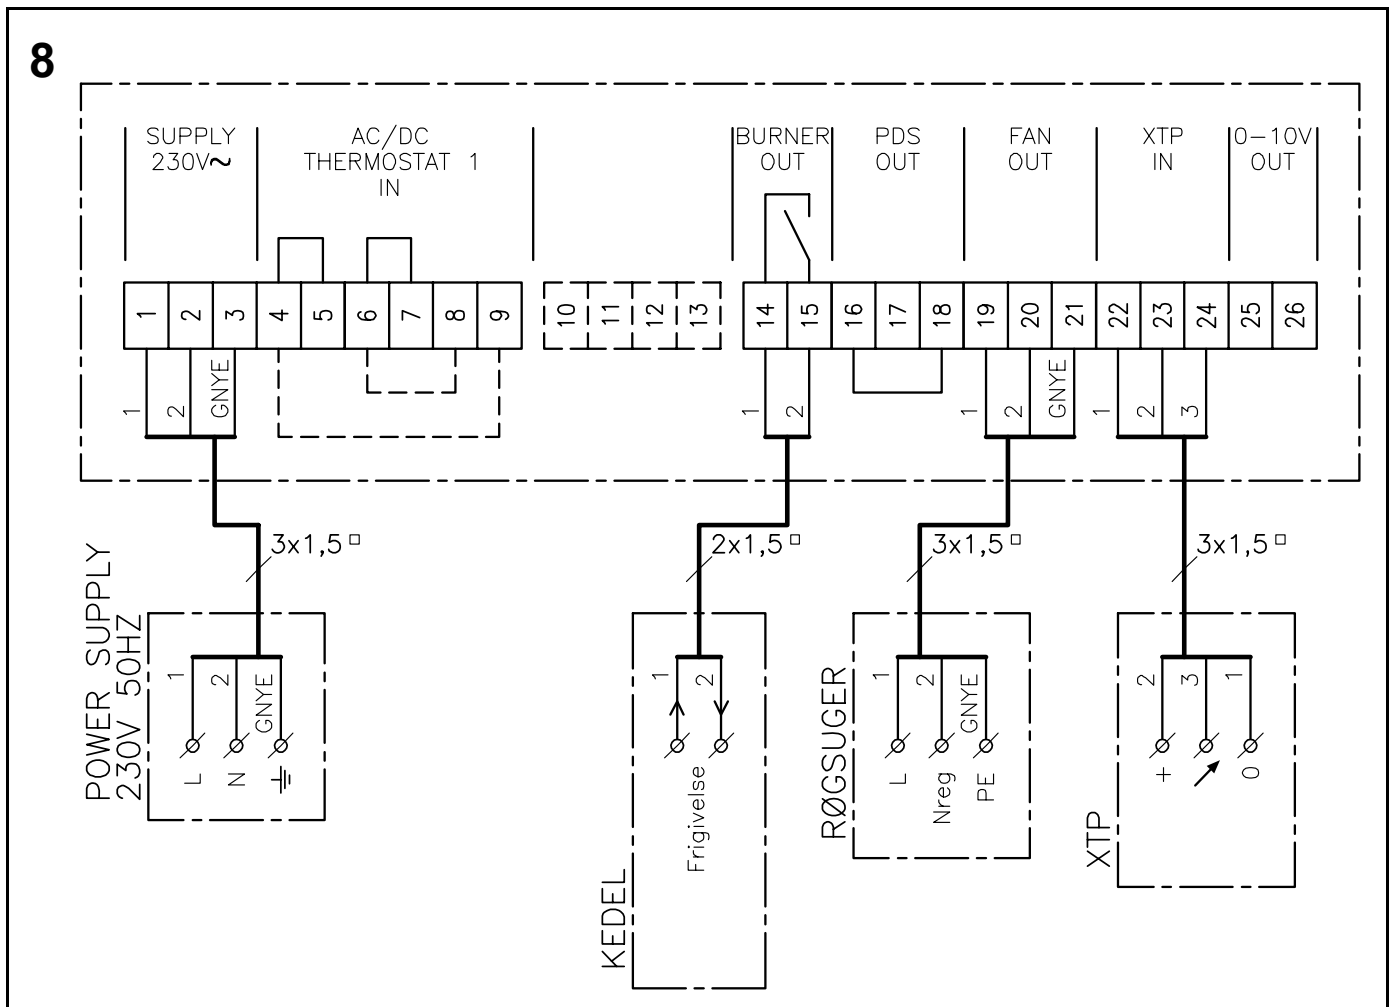 8
SUPPLY
230V~
AC/DC
THERMOSTAT 1
IN
BURNER
OUT
PDS
OUT
FAN
OUT
XTP
IN
0-10V
OUT
1 2 3 4 5 6 7 8 9 10 11 12 13 14 15 16 17 18 19 20 21 22 23 24 25 26
1 2 GNYE 1 2 1 2 GNYE 1 2 3
3x1,5□ 2x1,5□ 3x1,5□ 3x1,5□
POWER SUPPLY
230V 50HZ
1 2 GNYE
L N
KEDEL
1 2
Frigivelse
RØGSUGER
1 2 GNYE
L Nreg PE
XTP
2 3 1
+ 0